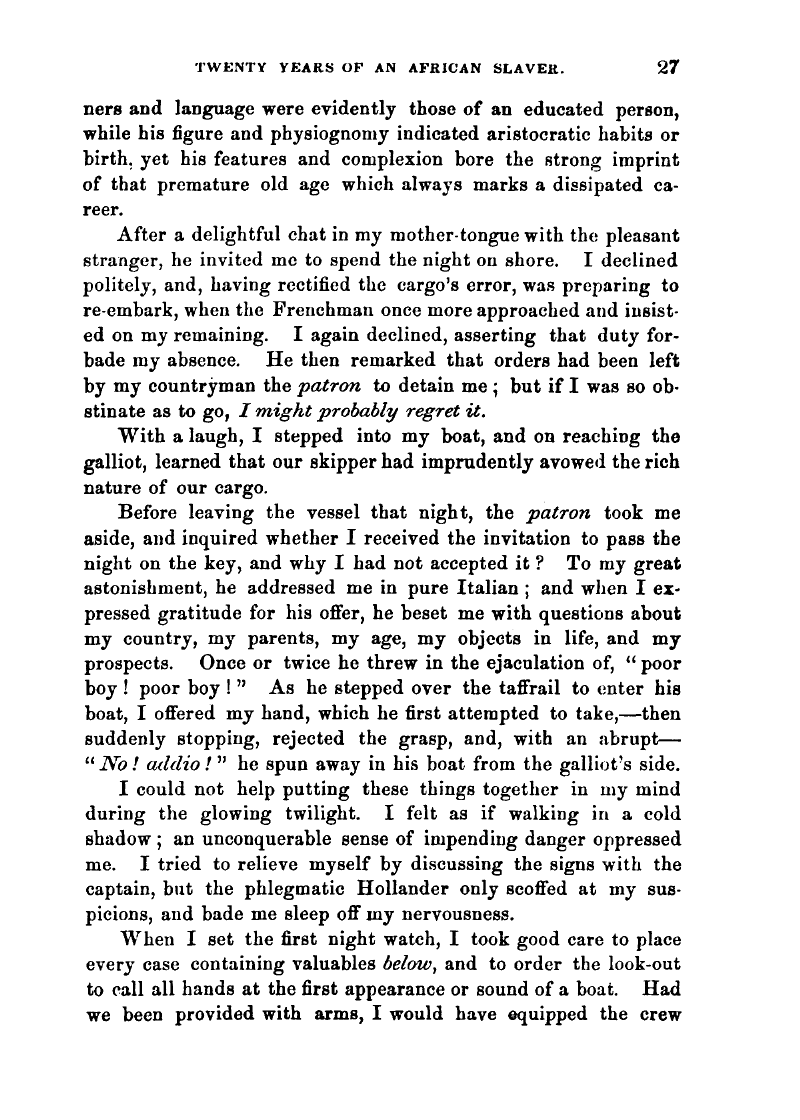 TWENTY YEARS OF AN AFRICAN SLAVER. 27
ners and language were evidently those of an educated person,
while his figure and physiognomy indicated aristocratic habits or
birth, yet his features and complexion bore the strong imprint
of that premature old age which always marks a dissipated ca-
reer.
After a delightful chat in my mother-tongue with the pleasant
stranger, he invited me to spend the night on shore. I declined
politely, and, having rectified the cargo's error, was preparing to
re-embark, when the Frenchman once more approached and insist-
ed on my remaining. I again declined, asserting that duty for-
bade my absence. He then remarked that orders had been left
by my countryman the patron to detain me ; but if I was so ob-
stinate as to go, I might probably regret it.
With a laugh, I stepped into my boat, and on reaching the
galliot, learned that our skipper had imprudently avowed the rich
nature of our cargo.
Before leaving the vessel that night, the patron took me
aside, and inquired whether I received the invitation to pass the
night on the key, and why I had not accepted it ? To my great
astonishment, he addressed me in pure Italian ; and when I ex-
pressed gratitude for his offer, he beset me with questions about
my country, my parents, my age, my objects in life, and my
prospects. Once or twice he threw in the ejaculation of, "poor
boy ! poor boy !" As he stepped over the taffrail to enter his
boat, I offered my hand, which he first attempted to take,—then
suddenly stopping, rejected the grasp, and, with an abrupt—
"No ! addio !" he spun away in his boat from the galliot's side.
I could not help putting these things together in my mind
during the glowing twilight. I felt as if walking in a cold
shadow ; an unconquerable sense of impending danger oppressed
me. I tried to relieve myself by discussing the signs with the
captain, but the phlegmatic Hollander only scoffed at my sus-
picions, and bade me sleep off my nervousness.
When I set the first night watch, I took good care to place
every case containing valuables below, and to order the look-out
to call all hands at the first appearance or sound of a boat. Had
we been provided with arms, I would have equipped the crew